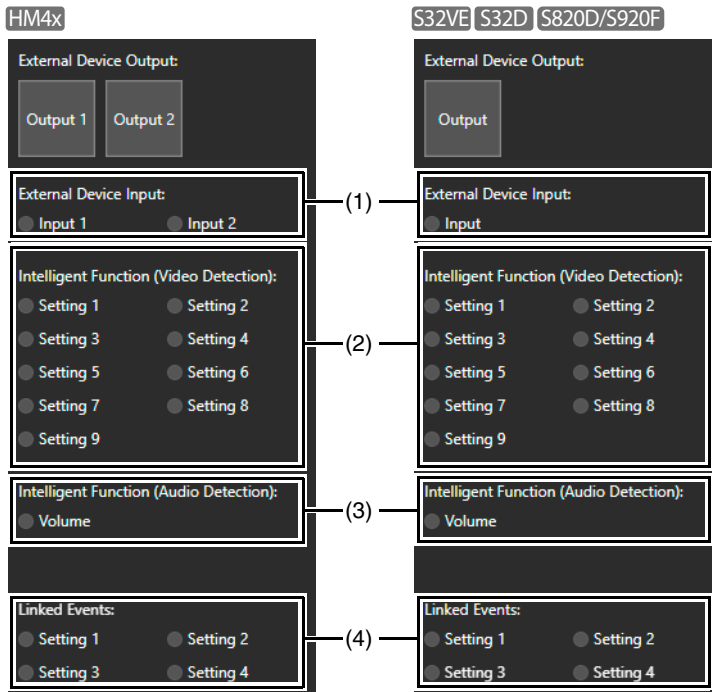 HM4x
External Device Output:
Output 1 Output 2
External Device Input:
Input 1 Input 2
Intelligent Function (Video Detection):
Setting 1 Setting 2
Setting 3 Setting 4
Setting 5 Setting 6
Setting 7 Setting 8
Setting 9
Intelligent Function (Audio Detection):
Volume
Linked Events:
Setting 1 Setting 2
Setting 3 Setting 4
(1)
(2)
(3)
(4)
S32VE S32D S820D/S920F
External Device Output:
Output
External Device Input:
Input
Intelligent Function (Video Detection):
Setting 1 Setting 2
Setting 3 Setting 4
Setting 5 Setting 6
Setting 7 Setting 8
Setting 9
Intelligent Function (Audio Detection):
Volume
Linked Events:
Setting 1 Setting 2
Setting 3 Setting 4